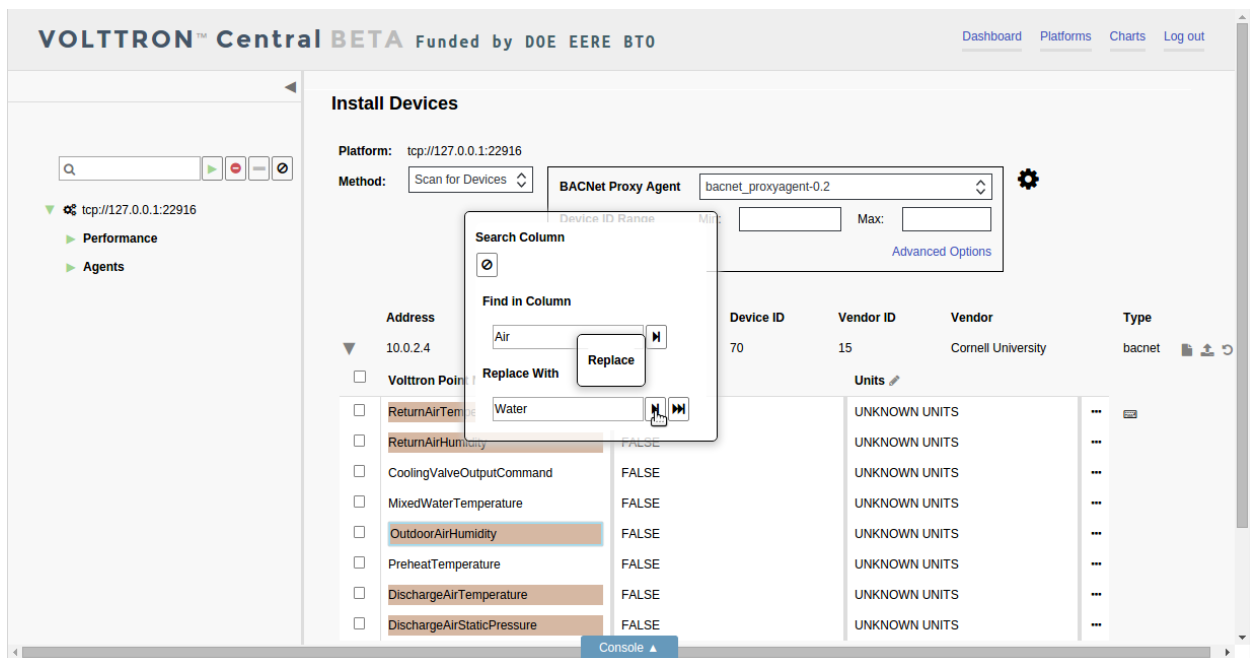 VOLTTRON™ Central BETA Funded by DOE EERE BTO
Dashboard Platforms Charts Log out
Install Devices
Platform: tcp://127.0.0.1:22916
Method: Scan for Devices
BACNet Proxy Agent bacnet_proxyagent-0.2
Device ID Range Min: Max:
Advanced Options
tcp://127.0.0.1:22916
Performance
Agents
Search Column
Find in Column
Air
Replace
Replace With
Water
Address Device ID Vendor ID Vendor Type
10.0.2.4 70 15 Cornell University bacnet
Volttron Point Units
ReturnAirTempe UNKNOWN UNITS
ReturnAirHumidity FALSE UNKNOWN UNITS
CoolingValveOutputCommand FALSE UNKNOWN UNITS
MixedWaterTemperature FALSE UNKNOWN UNITS
OutdoorAirHumidity FALSE UNKNOWN UNITS
PreheatTemperature FALSE UNKNOWN UNITS
DischargeAirTemperature FALSE UNKNOWN UNITS
DischargeAirStaticPressure FALSE UNKNOWN UNITS
Console ▲